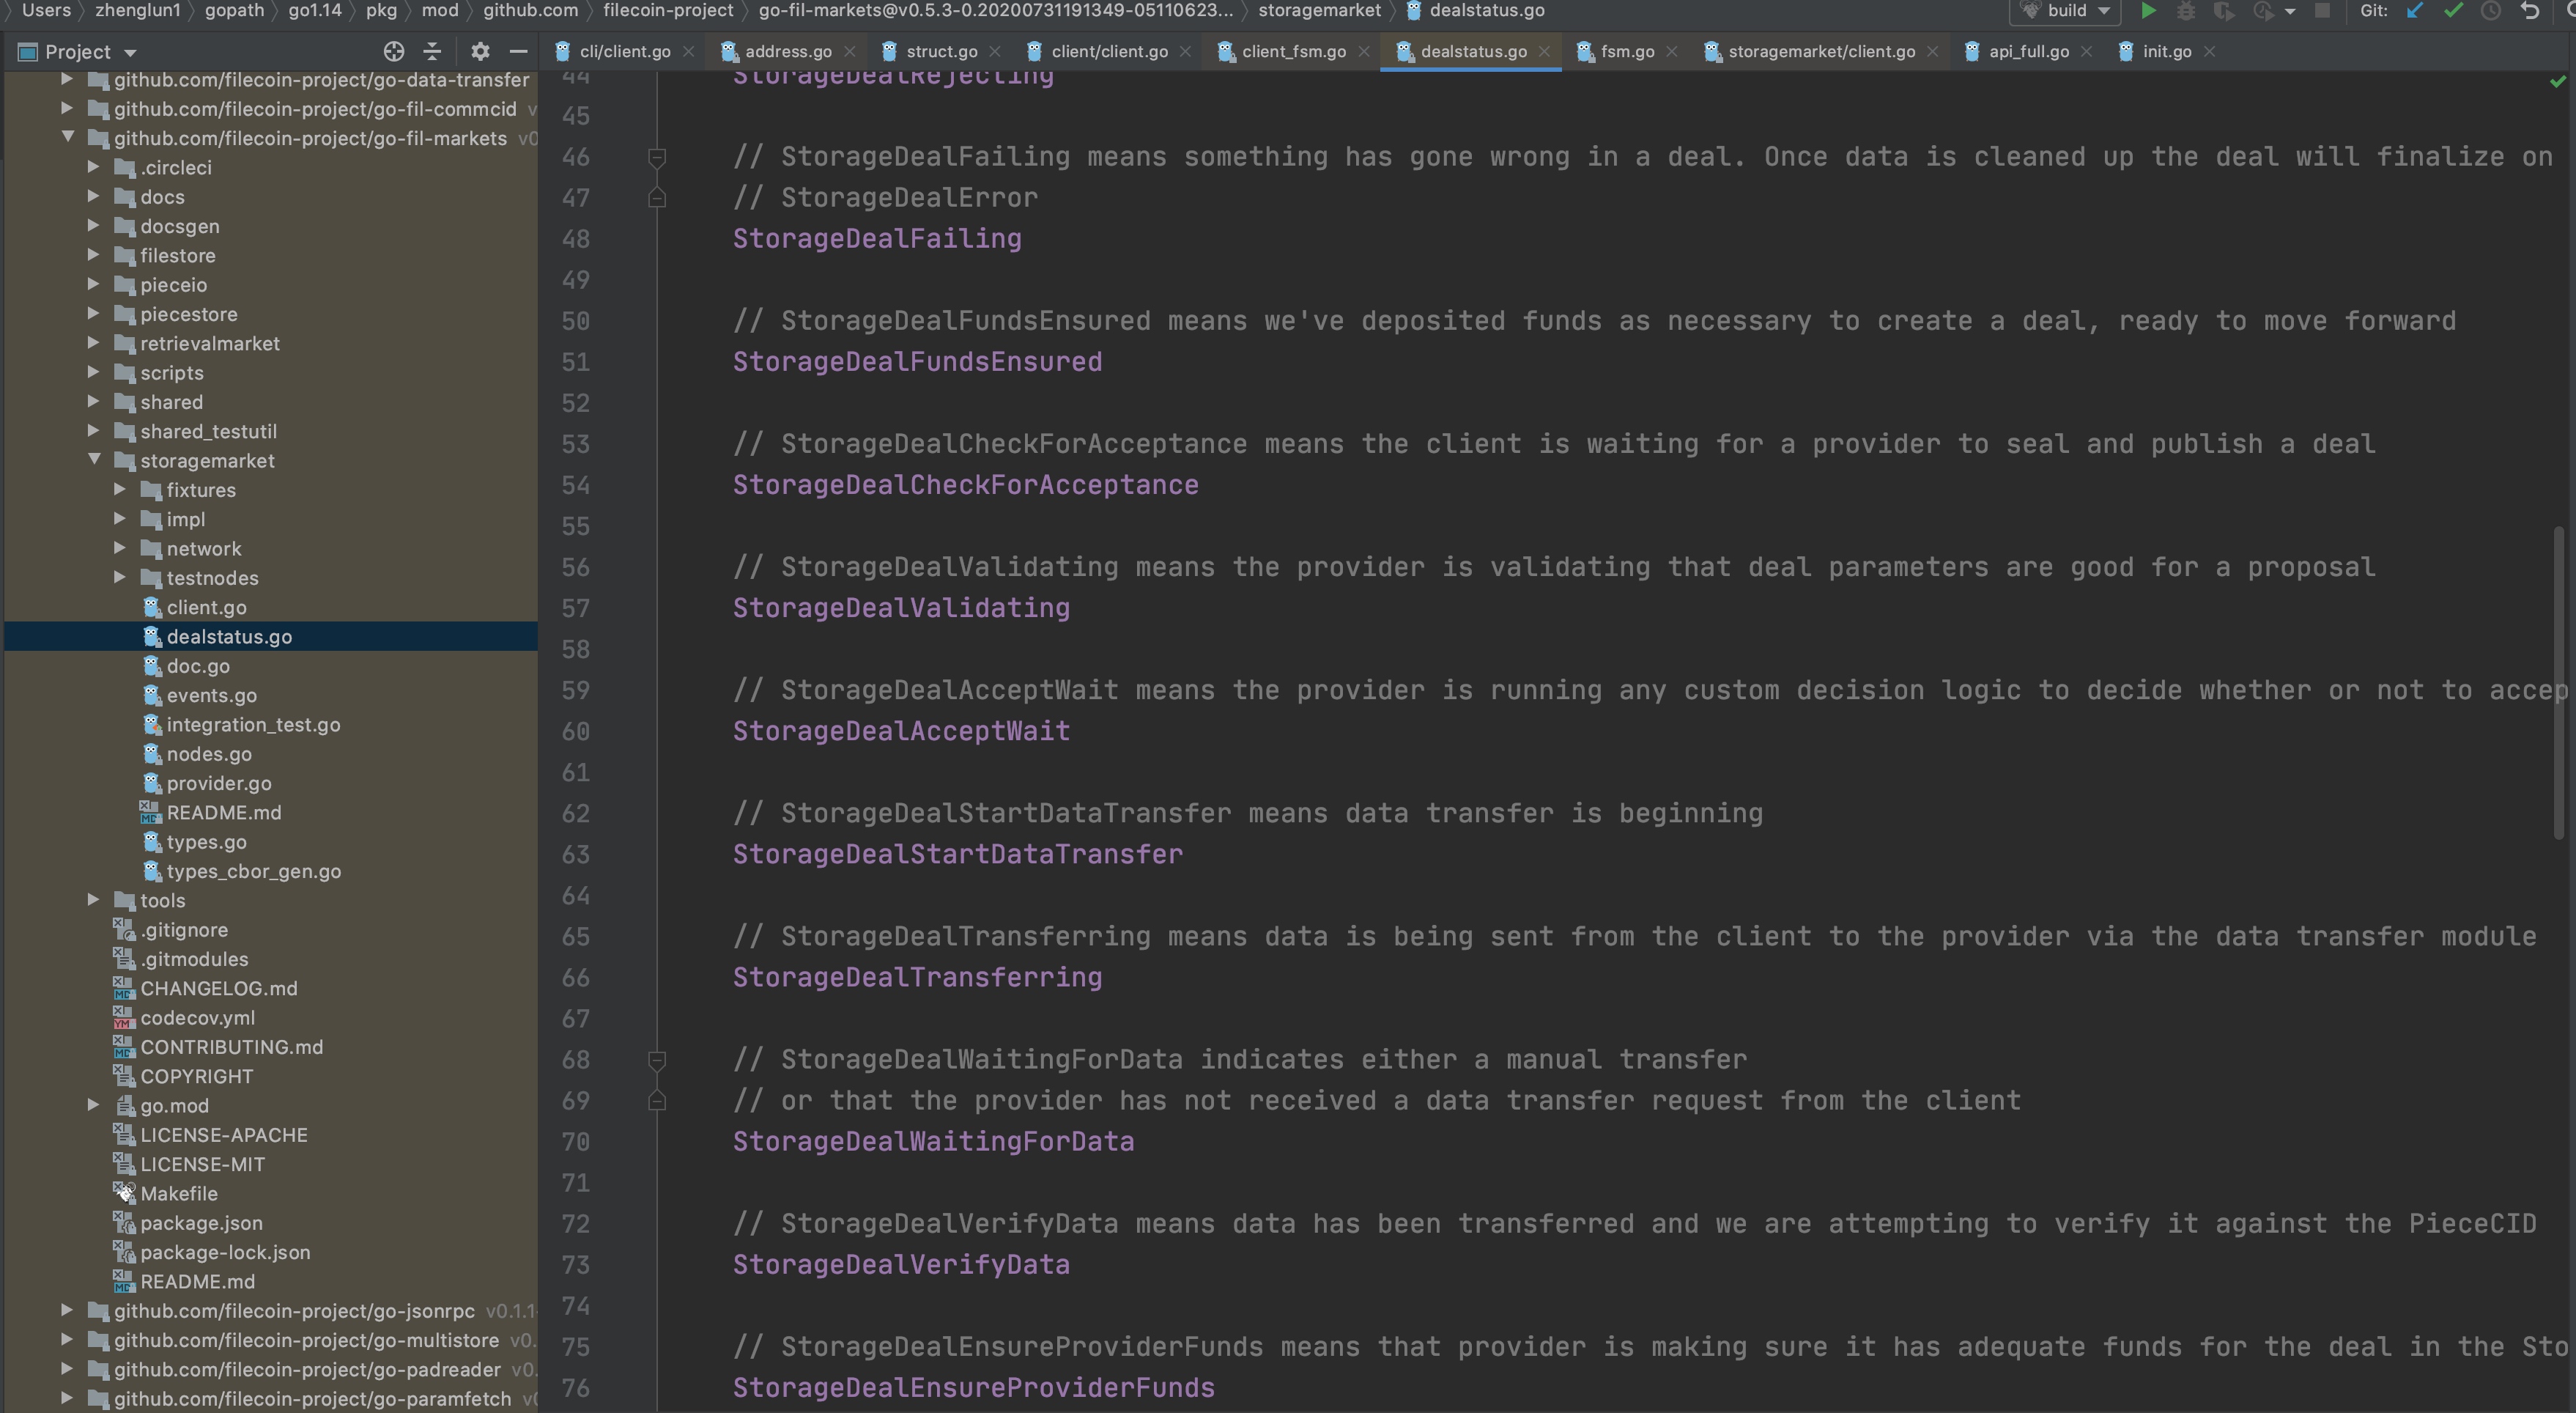 Users zhenglun1 gopath go1.14 pkg mod github.com filecoin-project go-fil-markets@v0.5.3-0.20200731191349-05110623... storagemarket dealstatus.go build Git:
Project cli/client.go address.go struct.go client/client.go client_fsm.go dealstatus.go fsm.go storagemarket/client.go api_full.go init.go
github.com/filecoin-project/go-data-transfer
github.com/filecoin-project/go-fil-commcid v
github.com/filecoin-project/go-fil-markets v0
.circleci
docs
docsgen
filestore
pieceio
piecestore
retrievalmarket
scripts
shared
shared_testutil
storagemarket
fixtures
impl
network
testnodes
client.go
dealstatus.go
doc.go
events.go
integration_test.go
nodes.go
provider.go
README.md
types.go
types_cbor_gen.go
tools
.gitignore
.gitmodules
CHANGELOG.md
codecov.yml
CONTRIBUTING.md
COPYRIGHT
go.mod
LICENSE-APACHE
LICENSE-MIT
Makefile
package.json
package-lock.json
README.md
github.com/filecoin-project/go-jsonrpc v0.1.1-
github.com/filecoin-project/go-multistore v0.
github.com/filecoin-project/go-padreader v0.
github.com/filecoin-project/go-paramfetch v0
44 StorageDealRejecting
45
46 // StorageDealFailing means something has gone wrong in a deal. Once data is cleaned up the deal will finalize on
47 // StorageDealError
48 StorageDealFailing
49
50 // StorageDealFundsEnsured means we've deposited funds as necessary to create a deal, ready to move forward
51 StorageDealFundsEnsured
52
53 // StorageDealCheckForAcceptance means the client is waiting for a provider to seal and publish a deal
54 StorageDealCheckForAcceptance
55
56 // StorageDealValidating means the provider is validating that deal parameters are good for a proposal
57 StorageDealValidating
58
59 // StorageDealAcceptWait means the provider is running any custom decision logic to decide whether or not to accep
60 StorageDealAcceptWait
61
62 // StorageDealStartDataTransfer means data transfer is beginning
63 StorageDealStartDataTransfer
64
65 // StorageDealTransferring means data is being sent from the client to the provider via the data transfer module
66 StorageDealTransferring
67
68 // StorageDealWaitingForData indicates either a manual transfer
69 // or that the provider has not received a data transfer request from the client
70 StorageDealWaitingForData
71
72 // StorageDealVerifyData means data has been transferred and we are attempting to verify it against the PieceCID
73 StorageDealVerifyData
74
75 // StorageDealEnsureProviderFunds means that provider is making sure it has adequate funds for the deal in the Sto
76 StorageDealEnsureProviderFunds